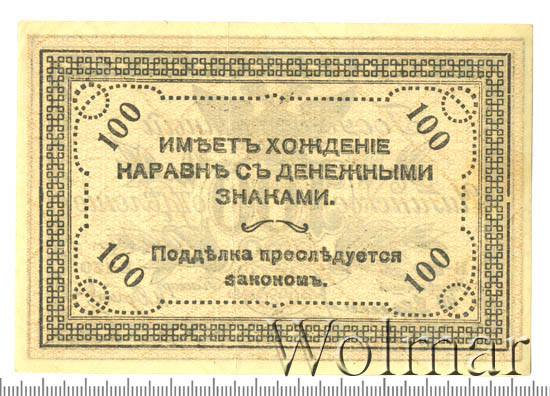 100 100
ИМѢЕТЪ ХОЖДЕНІЕ
НАРАВНѢ СЪ ДЕНЕЖНЫМИ
ЗНАКАМИ.
Поддѣлка преслѣдуется
закономъ.
100 100
Wolmar